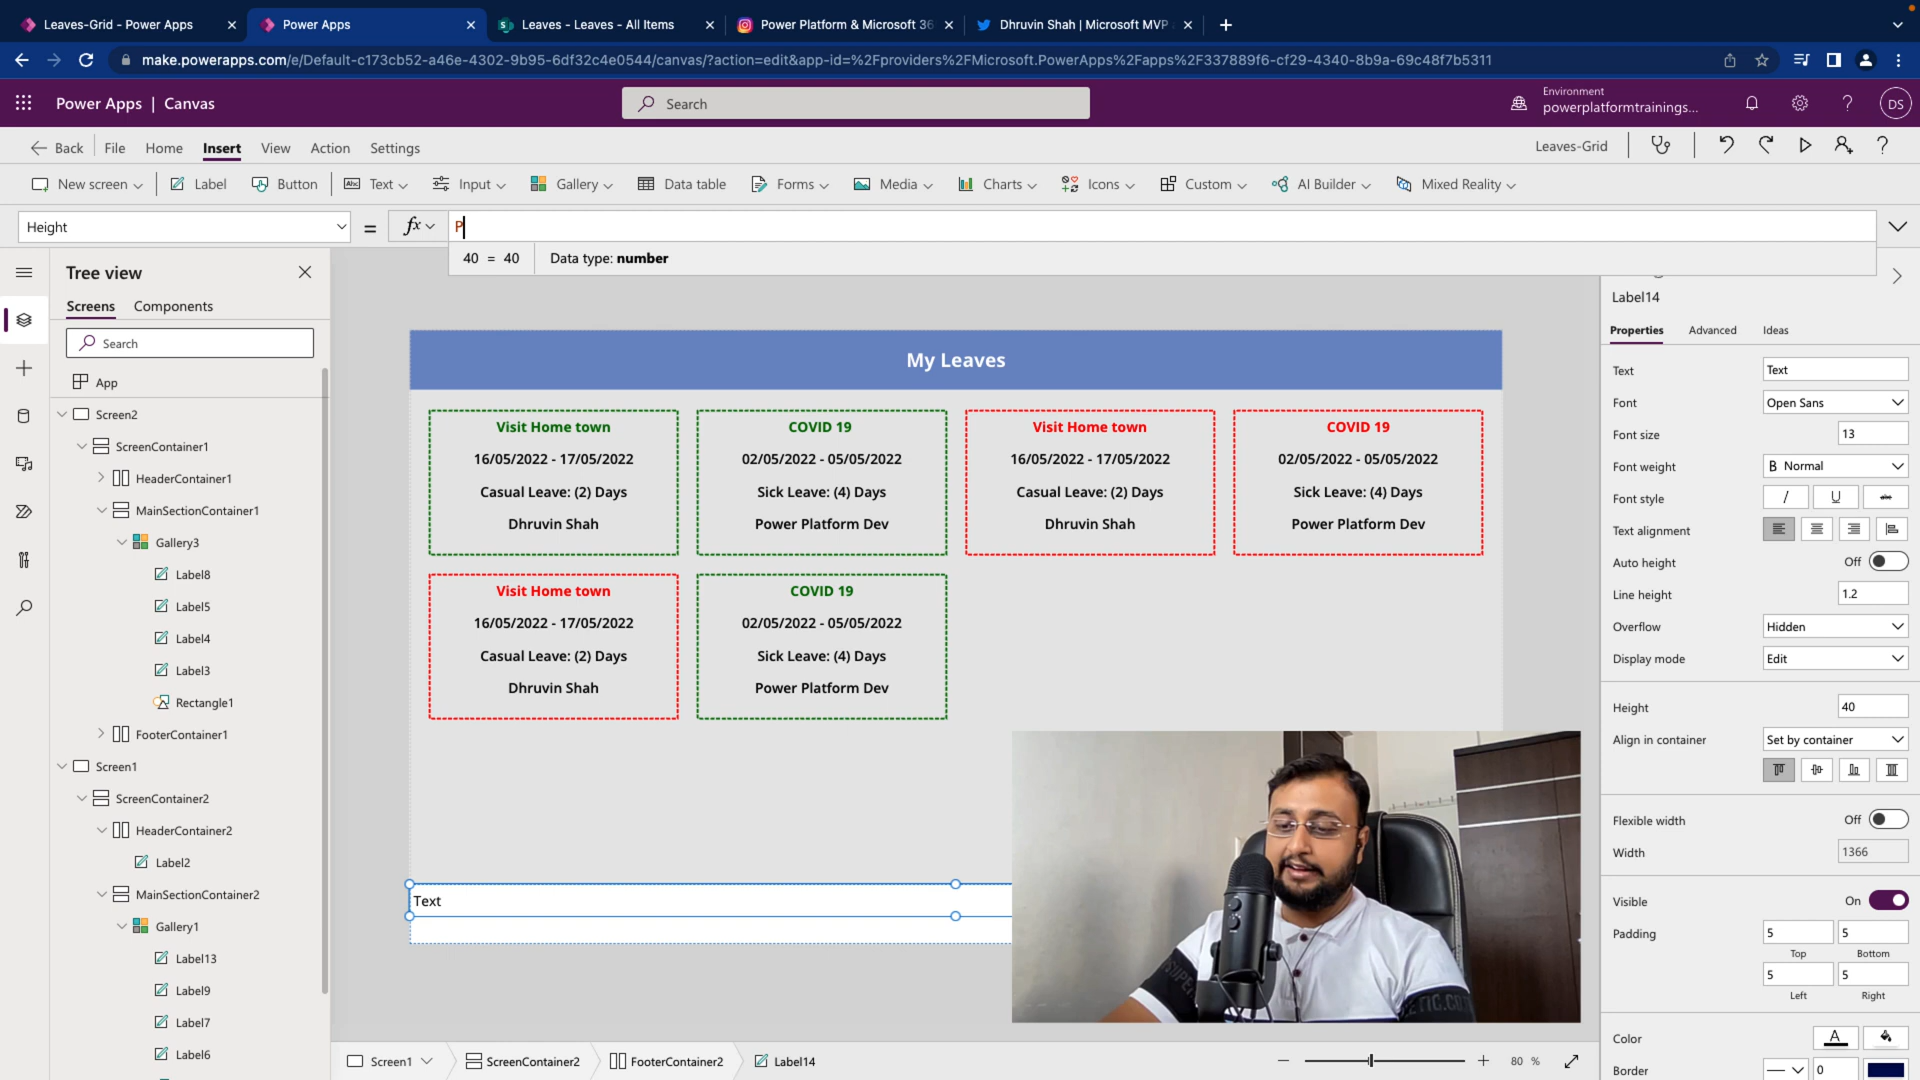 Leaves-Grid - Power Apps
Power Apps
Leaves - Leaves - All Items
Power Platform & Microsoft 36
Dhruvin Shah | Microsoft MVP
make.powerapps.com/e/Default-c173cb52-a46e-4302-9b95-6df32c4e0544/canvas/?action=edit&app-id=%2Fproviders%2FMicrosoft.PowerApps%2Fapps%2F337889f6-cf29-4340-8b9a-69c48f7b5311
Power Apps | Canvas
Search
Environment
powerplatformtrainings...
DS
Back
File
Home
Insert
View
Action
Settings
Leaves-Grid
New screen
Label
Button
Text
Input
Gallery
Data table
Forms
Media
Charts
Icons
Custom
AI Builder
Mixed Reality
Height
=
fx
P
40 = 40
Data type: number
Tree view
Screens
Components
Search
App
Screen2
ScreenContainer1
HeaderContainer1
MainSectionContainer1
Gallery3
Label8
Label5
Label4
Label3
Rectangle1
FooterContainer1
Screen1
ScreenContainer2
HeaderContainer2
Label2
MainSectionContainer2
Gallery1
Label13
Label9
Label7
Label6
My Leaves
Visit Home town
16/05/2022 - 17/05/2022
Casual Leave: (2) Days
Dhruvin Shah
COVID 19
02/05/2022 - 05/05/2022
Sick Leave: (4) Days
Power Platform Dev
Visit Home town
16/05/2022 - 17/05/2022
Casual Leave: (2) Days
Dhruvin Shah
COVID 19
02/05/2022 - 05/05/2022
Sick Leave: (4) Days
Power Platform Dev
Visit Home town
16/05/2022 - 17/05/2022
Casual Leave: (2) Days
Dhruvin Shah
COVID 19
02/05/2022 - 05/05/2022
Sick Leave: (4) Days
Power Platform Dev
Text
Screen1
ScreenContainer2
FooterContainer2
Label14
80 %
Label14
Properties
Advanced
Ideas
Text
Text
Font
Open Sans
Font size
13
Font weight
B Normal
Font style
/ U abc
Text alignment
Auto height
Off
Line height
1.2
Overflow
Hidden
Display mode
Edit
Height
40
Align in container
Set by container
Flexible width
Off
Width
1366
Visible
On
Padding
5
5
Top
Bottom
5
5
Left
Right
Color
A
Border
0